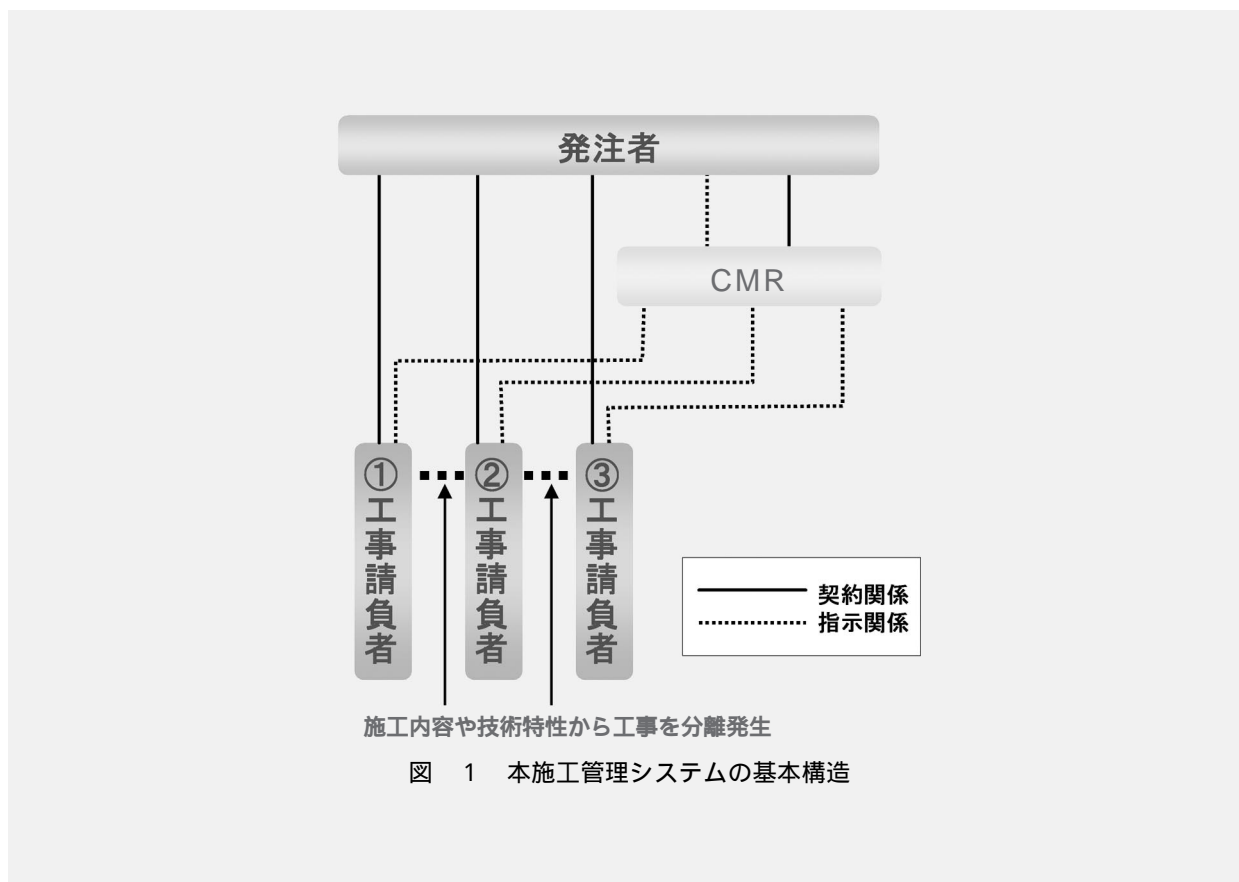 発注者
CMR
①工事請負者
②工事請負者
③工事請負者
契約関係
指示関係
施工内容や技術特性から工事を分離発生
図 1 本施工管理システムの基本構造